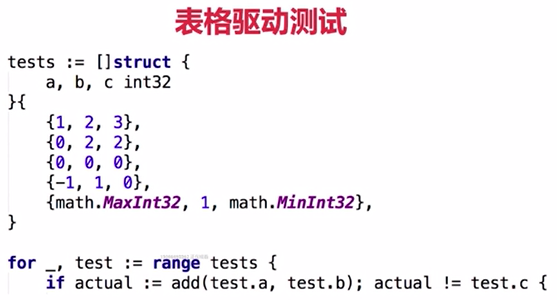 表格驱动测试
tests := []struct {
    a, b, c int32
}{
    {1, 2, 3},
    {0, 2, 2},
    {0, 0, 0},
    {-1, 1, 0},
    {math.MaxInt32, 1, math.MinInt32},
}
for _, test := range tests {
    if actual := add(test.a, test.b); actual != test.c {